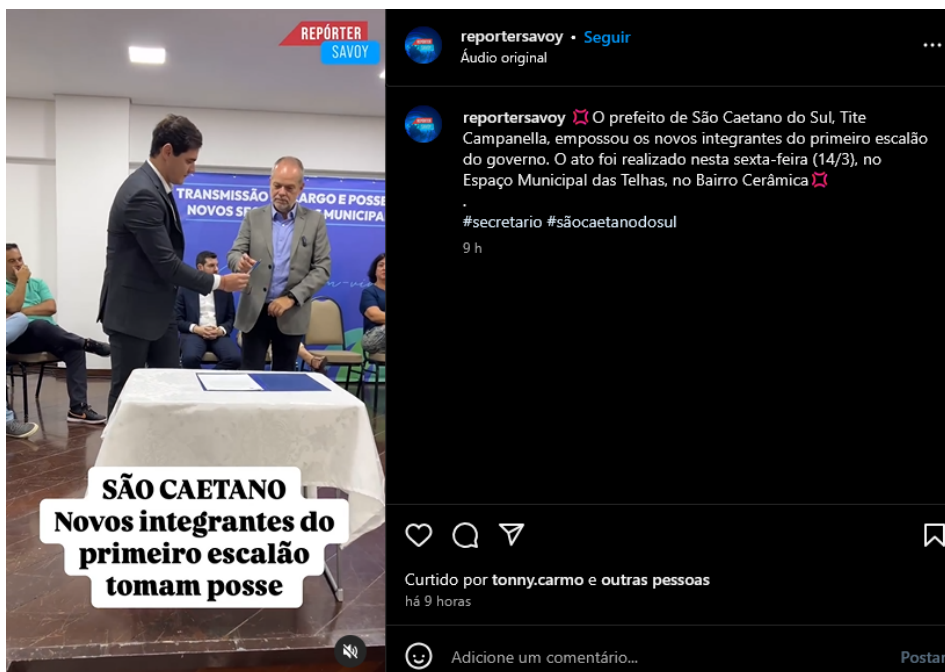 REPÓRTER
SAVOY
TRANSMISSÃO
CARGO E POSSE
NOVOS
MUNICIPA
SÃO CAETANO
Novos integrantes do
primeiro escalão
tomam posse
reportersavoy • Seguir
Áudio original
reportersavoy 💢 O prefeito de São Caetano do Sul, Tite
Campanella, empossou os novos integrantes do primeiro escalão
do governo. O ato foi realizado nesta sexta-feira (14/3), no
Espaço Municipal das Telhas, no Bairro Cerâmica 💢
.
#secretario #sãocaetanodosul
9 h
Curtido por tonny.carmo e outras pessoas
há 9 horas
Adicione um comentário...
Postar